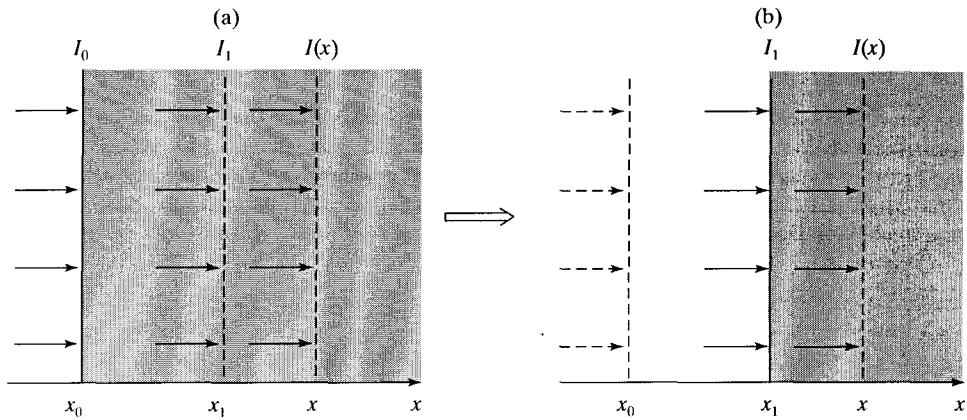 (a)
(b)
I₀ I₁ I(x)
I₁ I(x)
x₀ x₁ x x
x₀ x₁ x x